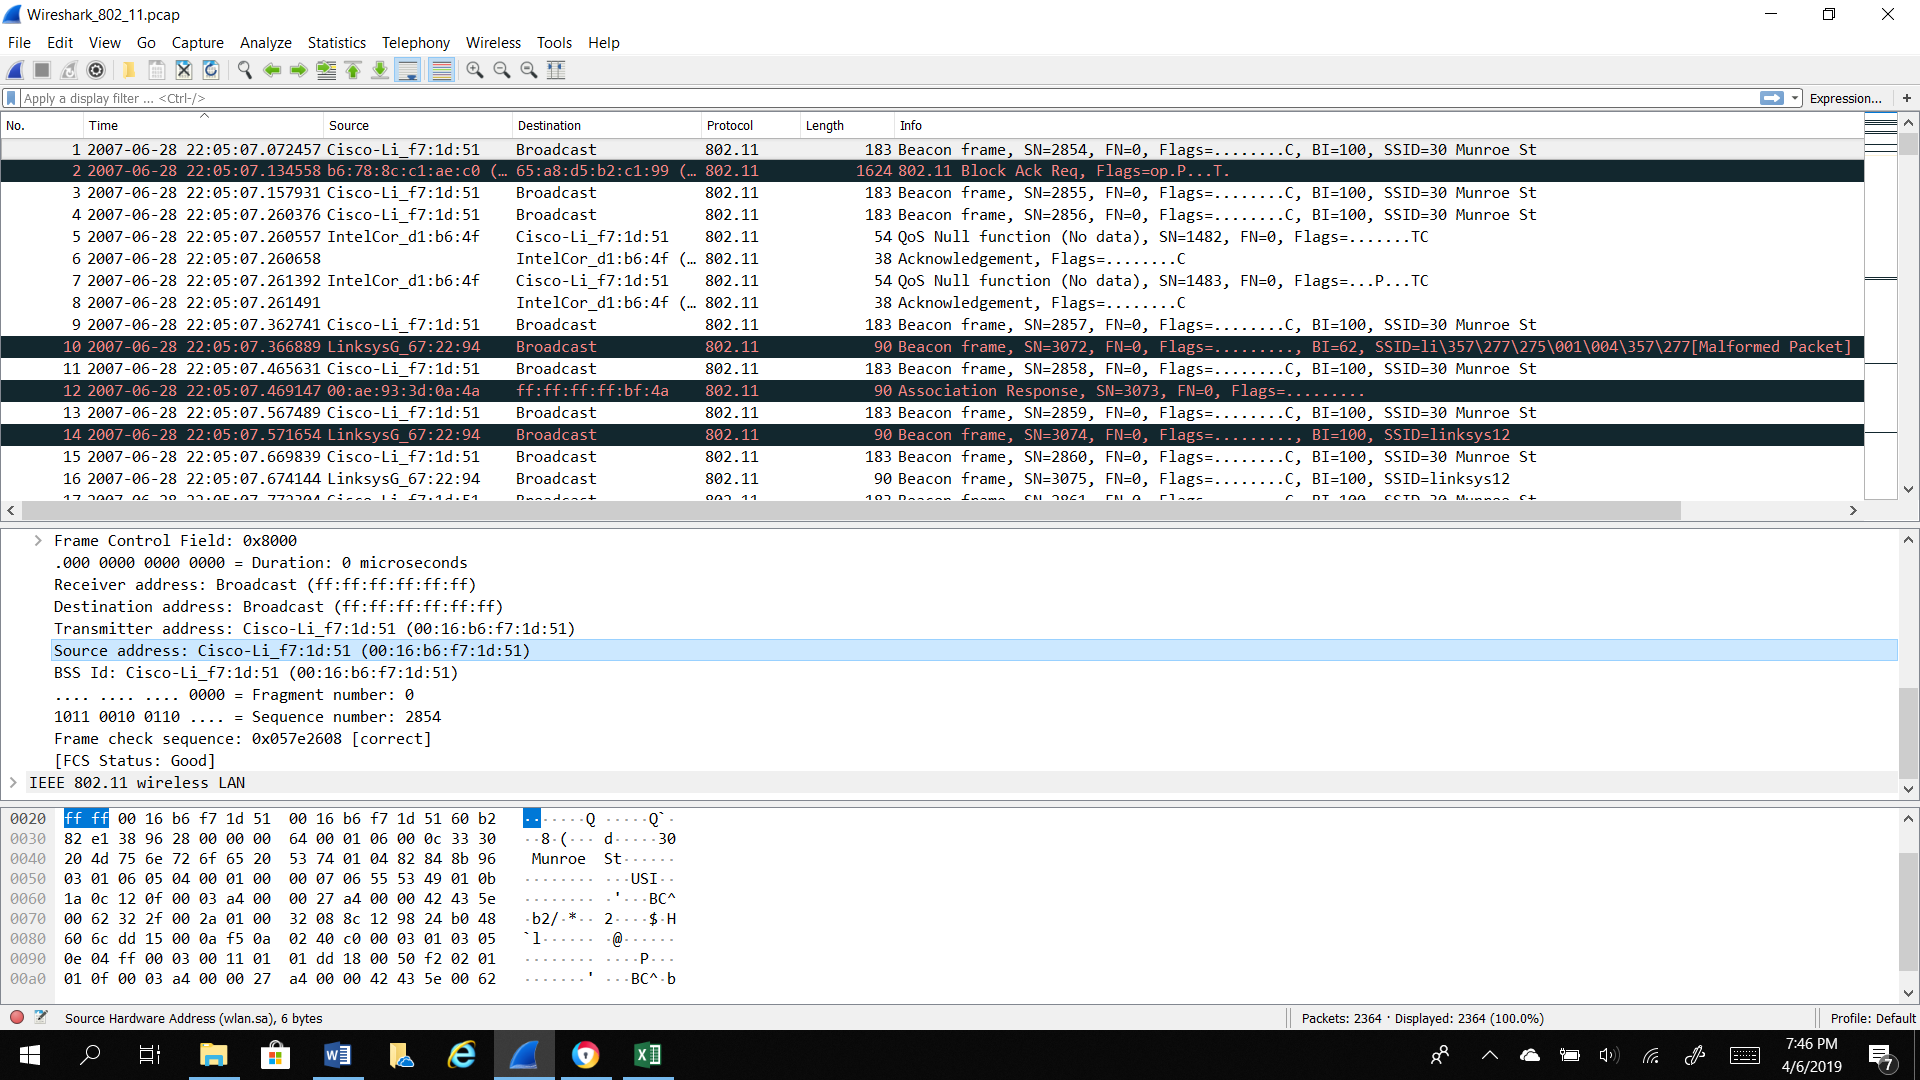 Wireshark_802_11.pcap
File Edit View Go Capture Analyze Statistics Telephony Wireless Tools Help
Apply a display filter ... <Ctrl-/> Expression... +
No. Time Source Destination Protocol Length Info
1 2007-06-28 22:05:07.072457 Cisco-Li_f7:1d:51 Broadcast 802.11 183 Beacon frame, SN=2854, FN=0, Flags=........C, BI=100, SSID=30 Munroe St
2 2007-06-28 22:05:07.134558 b6:78:8c:c1:ae:c0 (… 65:a8:d5:b2:c1:99 (… 802.11 1624 802.11 Block Ack Req, Flags=op.P...T.
3 2007-06-28 22:05:07.157931 Cisco-Li_f7:1d:51 Broadcast 802.11 183 Beacon frame, SN=2855, FN=0, Flags=........C, BI=100, SSID=30 Munroe St
4 2007-06-28 22:05:07.260376 Cisco-Li_f7:1d:51 Broadcast 802.11 183 Beacon frame, SN=2856, FN=0, Flags=........C, BI=100, SSID=30 Munroe St
5 2007-06-28 22:05:07.260557 IntelCor_d1:b6:4f Cisco-Li_f7:1d:51 802.11 54 QoS Null function (No data), SN=1482, FN=0, Flags=.......TC
6 2007-06-28 22:05:07.260658 IntelCor_d1:b6:4f (… 802.11 38 Acknowledgement, Flags=........C
7 2007-06-28 22:05:07.261392 IntelCor_d1:b6:4f Cisco-Li_f7:1d:51 802.11 54 QoS Null function (No data), SN=1483, FN=0, Flags=...P...TC
8 2007-06-28 22:05:07.261491 IntelCor_d1:b6:4f (… 802.11 38 Acknowledgement, Flags=........C
9 2007-06-28 22:05:07.362741 Cisco-Li_f7:1d:51 Broadcast 802.11 183 Beacon frame, SN=2857, FN=0, Flags=........C, BI=100, SSID=30 Munroe St
10 2007-06-28 22:05:07.366889 LinksysG_67:22:94 Broadcast 802.11 90 Beacon frame, SN=3072, FN=0, Flags=........., BI=62, SSID=li\357\277\275\001\004\357\277[Malformed Packet]
11 2007-06-28 22:05:07.465631 Cisco-Li_f7:1d:51 Broadcast 802.11 183 Beacon frame, SN=2858, FN=0, Flags=........C, BI=100, SSID=30 Munroe St
12 2007-06-28 22:05:07.469147 00:ae:93:3d:0a:4a ff:ff:ff:ff:bf:4a 802.11 90 Association Response, SN=3073, FN=0, Flags=.........
13 2007-06-28 22:05:07.567489 Cisco-Li_f7:1d:51 Broadcast 802.11 183 Beacon frame, SN=2859, FN=0, Flags=........C, BI=100, SSID=30 Munroe St
14 2007-06-28 22:05:07.571654 LinksysG_67:22:94 Broadcast 802.11 90 Beacon frame, SN=3074, FN=0, Flags=........., BI=100, SSID=linksys12
15 2007-06-28 22:05:07.669839 Cisco-Li_f7:1d:51 Broadcast 802.11 183 Beacon frame, SN=2860, FN=0, Flags=........C, BI=100, SSID=30 Munroe St
16 2007-06-28 22:05:07.674144 LinksysG_67:22:94 Broadcast 802.11 90 Beacon frame, SN=3075, FN=0, Flags=........C, BI=100, SSID=linksys12
Frame Control Field: 0x8000
.000 0000 0000 0000 = Duration: 0 microseconds
Receiver address: Broadcast (ff:ff:ff:ff:ff:ff)
Destination address: Broadcast (ff:ff:ff:ff:ff:ff)
Transmitter address: Cisco-Li_f7:1d:51 (00:16:b6:f7:1d:51)
Source address: Cisco-Li_f7:1d:51 (00:16:b6:f7:1d:51)
BSS Id: Cisco-Li_f7:1d:51 (00:16:b6:f7:1d:51)
.... .... .... 0000 = Fragment number: 0
1011 0010 0110 .... = Sequence number: 2854
Frame check sequence: 0x057e2608 [correct]
[FCS Status: Good]
IEEE 802.11 wireless LAN
0020 ff ff 00 16 b6 f7 1d 51 00 16 b6 f7 1d 51 60 b2 ·······Q ·····Q`·
0030 82 e1 38 96 28 00 00 00 64 00 01 06 00 0c 33 30 ··8·(··· d·····30
0040 20 4d 75 6e 72 6f 65 20 53 74 01 04 82 84 8b 96 Munroe St······
0050 03 01 06 05 04 00 01 00 00 07 06 55 53 49 01 0b ········ ···USI··
0060 1a 0c 12 0f 00 03 a4 00 00 27 a4 00 00 42 43 5e ········ ·'···BC^
0070 00 62 32 2f 00 2a 01 00 32 08 8c 12 98 24 b0 48 ·b2/·*·· 2····$·H
0080 60 6c dd 15 00 0a f5 0a 02 40 c0 00 03 01 03 05 `l······ ·@······
0090 0e 04 ff 00 03 00 11 01 01 dd 18 00 50 f2 02 01 ········ ····P···
00a0 01 0f 00 03 a4 00 00 27 a4 00 00 42 43 5e 00 62 ·······' ···BC^·b
Source Hardware Address (wlan.sa), 6 bytes Packets: 2364 · Displayed: 2364 (100.0%) Profile: Default
7:46 PM
4/6/2019
7